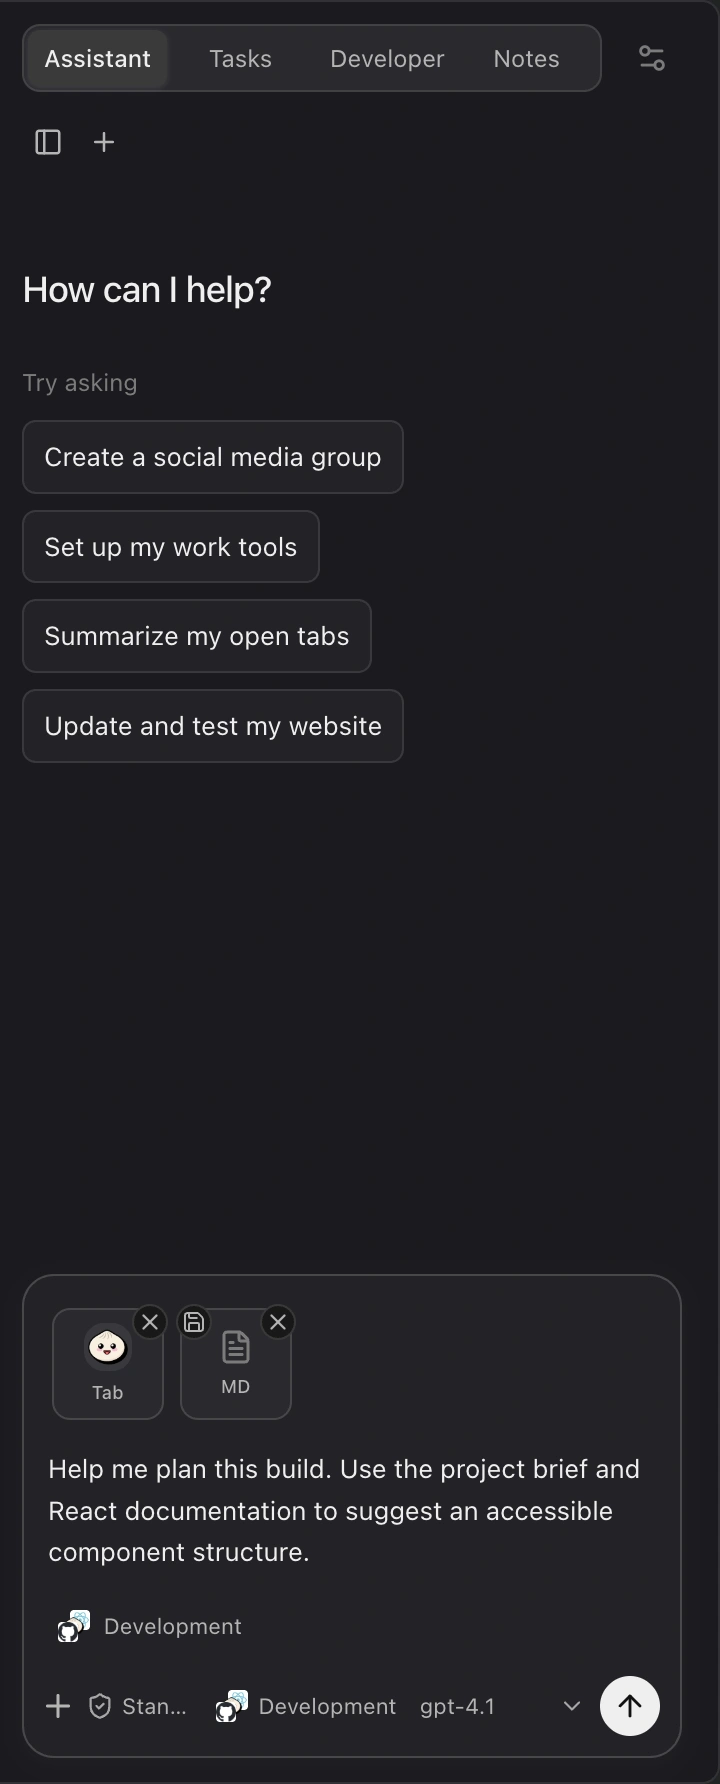 Assistant
Tasks
Developer
Notes
How can I help?
Try asking
Create a social media group
Set up my work tools
Summarize my open tabs
Update and test my website
Tab
MD
Help me plan this build. Use the project brief and
React documentation to suggest an accessible
component structure.
Development
Stan...
Development
gpt-4.1